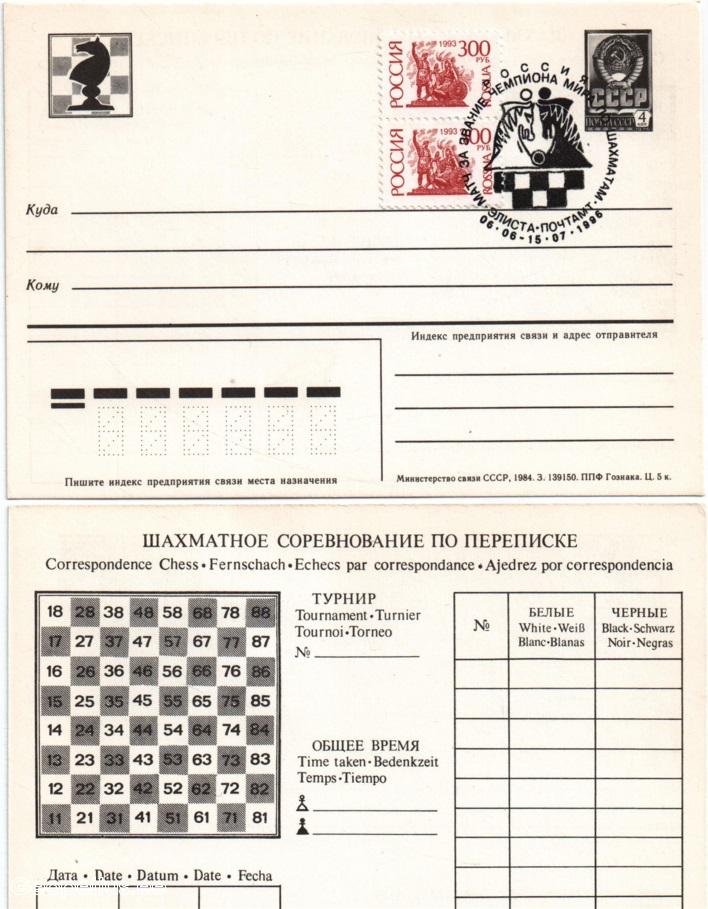 РОССИЯ 1993 300 РУБ ROSSIJA
РОССИЯ 1993 300 РУБ ROSSIJA
СССР
ПОЧТА СССР 4
РОССИЯ
МАТЧ ЗА ЗВАНИЕ ЧЕМПИОНА МИРА ПО ШАХМАТАМ
ЭЛИСТА·ПОЧТАМТ
06.06-15.07.1996
Куда
Кому
Индекс предприятия связи и адрес отправителя
Пишите индекс предприятия связи места назначения
Министерство связи СССР, 1984. З. 139150. ППФ Гознака. Ц. 5 к.
ШАХМАТНОЕ СОРЕВНОВАНИЕ ПО ПЕРЕПИСКЕ
Correspondence Chess • Fernschach • Echecs par correspondance • Ajedrez por correspondencia
18 28 38 48 58 68 78 88
17 27 37 47 57 67 77 87
16 26 36 46 56 66 76 86
15 25 35 45 55 65 75 85
14 24 34 44 54 64 74 84
13 23 33 43 53 63 73 83
12 22 32 42 52 62 72 82
11 21 31 41 51 61 71 81
ТУРНИР
Tournament • Turnier
Tournoi • Torneo
№
ОБЩЕЕ ВРЕМЯ
Time taken • Bedenkzeit
Temps • Tiempo
№
БЕЛЫЕ
White • Weiß
Blanc • Blanas
ЧЕРНЫЕ
Black • Schwarz
Noir • Negras
Дата • Date • Datum • Date • Fecha